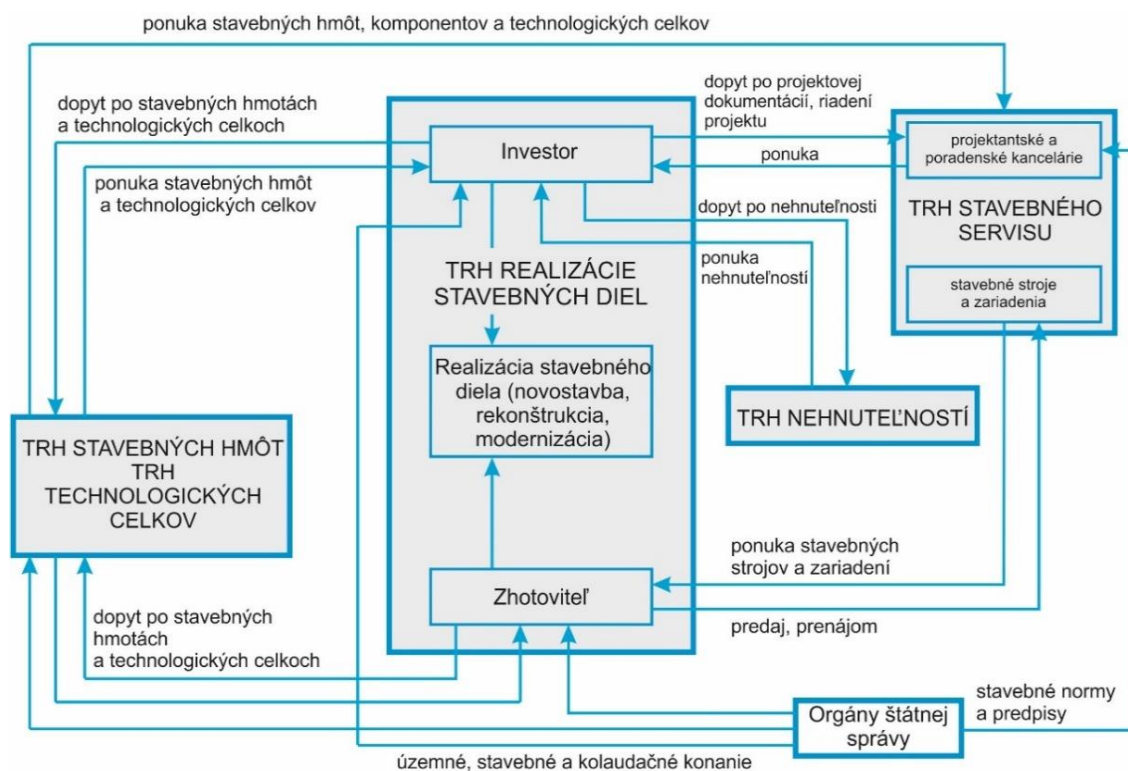 ponuka stavebných hmôt, komponentov a technologických celkov
dopyt po stavebných hmotách
a technologických celkoch
ponuka stavebných hmôt
a technologických celkov
Investor
dopyt po projektovej
dokumentácií, riadení
projektu
ponuka
projektantské a
poradenské kancelárie
TRH STAVEBNÉHO
SERVISU
stavebné stroje
a zariadenia
dopyt po nehnuteľnosti
ponuka
nehnuteľností
TRH REALIZÁCIE
STAVEBNÝCH DIEL
Realizácia stavebného
diela (novostavba,
rekonštrukcia,
modernizácia)
TRH NEHNUTEĽNOSTÍ
TRH STAVEBNÝCH HMÔT
TRH
TECHNOLOGICKÝCH
CELKOV
ponuka stavebných
strojov a zariadení
Zhotoviteľ
predaj, prenájom
dopyt po stavebných
hmotách
a technologických celkoch
Orgány štátnej
správy
stavebné normy
a predpisy
územné, stavebné a kolaudačné konanie